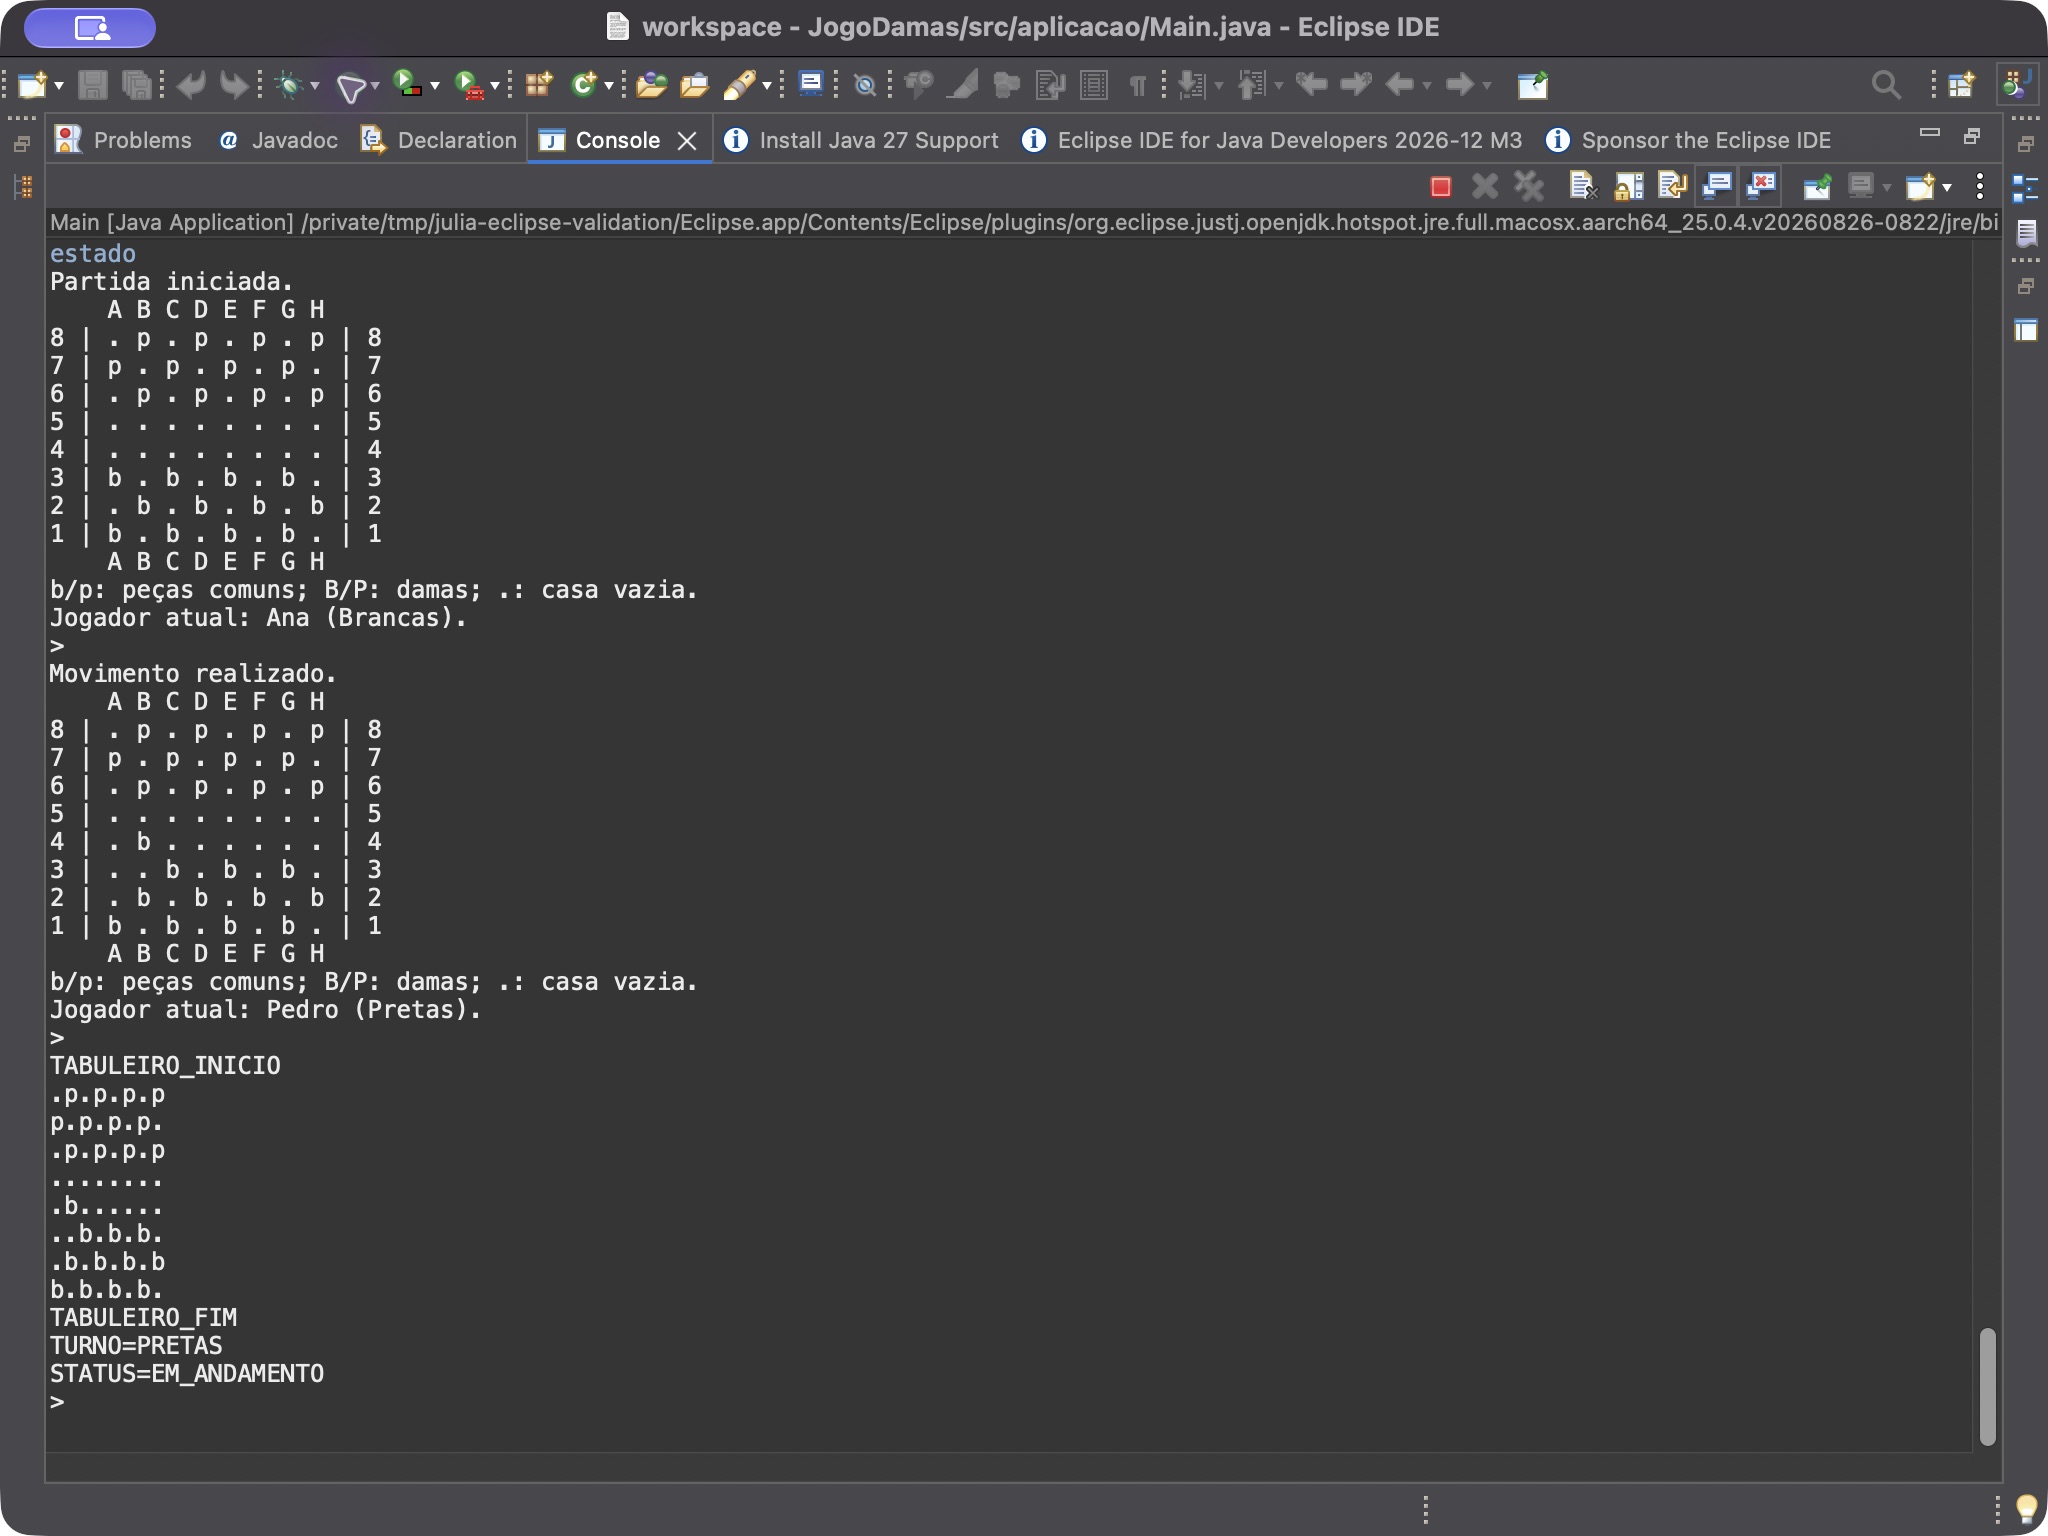 workspace - JogoDamas/src/aplicacao/Main.java - Eclipse IDE
Problems @ Javadoc Declaration Console Install Java 27 Support Eclipse IDE for Java Developers 2026-12 M3 Sponsor the Eclipse IDE
Main [Java Application] /private/tmp/julia-eclipse-validation/Eclipse.app/Contents/Eclipse/plugins/org.eclipse.justj.openjdk.hotspot.jre.full.macosx.aarch64_25.0.4.v20260826-0822/jre/bi
estado
Partida iniciada.
    A B C D E F G H
8 | . p . p . p . p | 8
7 | p . p . p . p . | 7
6 | . p . p . p . p | 6
5 | . . . . . . . . | 5
4 | . . . . . . . . | 4
3 | b . b . b . b . | 3
2 | . b . b . b . b | 2
1 | b . b . b . b . | 1
    A B C D E F G H
b/p: peças comuns; B/P: damas; .: casa vazia.
Jogador atual: Ana (Brancas).
>
Movimento realizado.
    A B C D E F G H
8 | . p . p . p . p | 8
7 | p . p . p . p . | 7
6 | . p . p . p . p | 6
5 | . . . . . . . . | 5
4 | . b . . . . . . | 4
3 | . . b . b . b . | 3
2 | . b . b . b . b | 2
1 | b . b . b . b . | 1
    A B C D E F G H
b/p: peças comuns; B/P: damas; .: casa vazia.
Jogador atual: Pedro (Pretas).
>
TABULEIRO_INICIO
.p.p.p.p
p.p.p.p.
.p.p.p.p
........
.b......
..b.b.b.
.b.b.b.b
b.b.b.b.
TABULEIRO_FIM
TURNO=PRETAS
STATUS=EM_ANDAMENTO
>